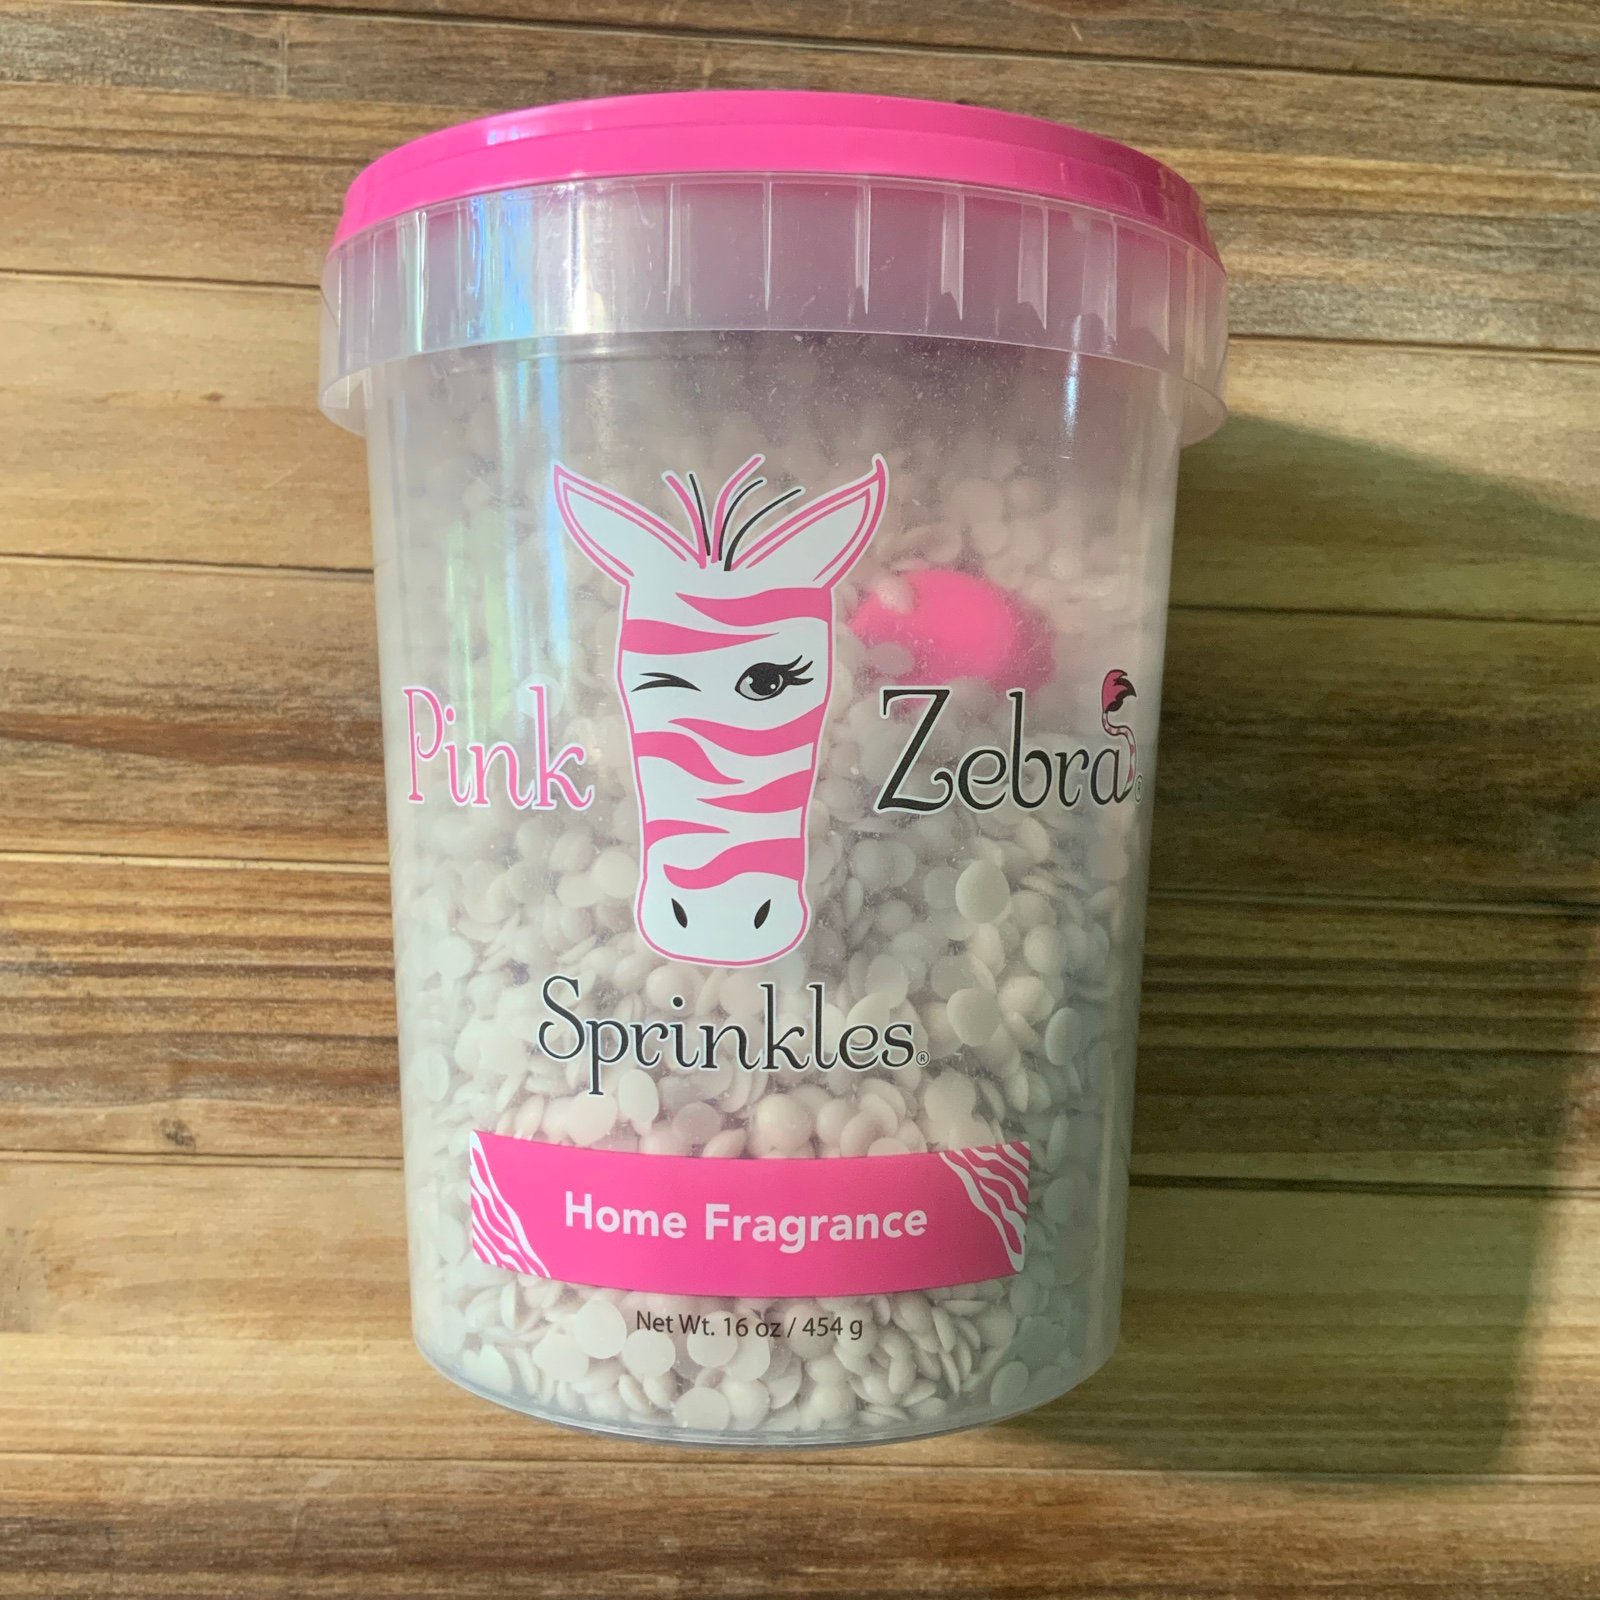 Pink Zebra®
Sprinkles®
Home Fragrance
Net Wt. 16 oz / 454 g